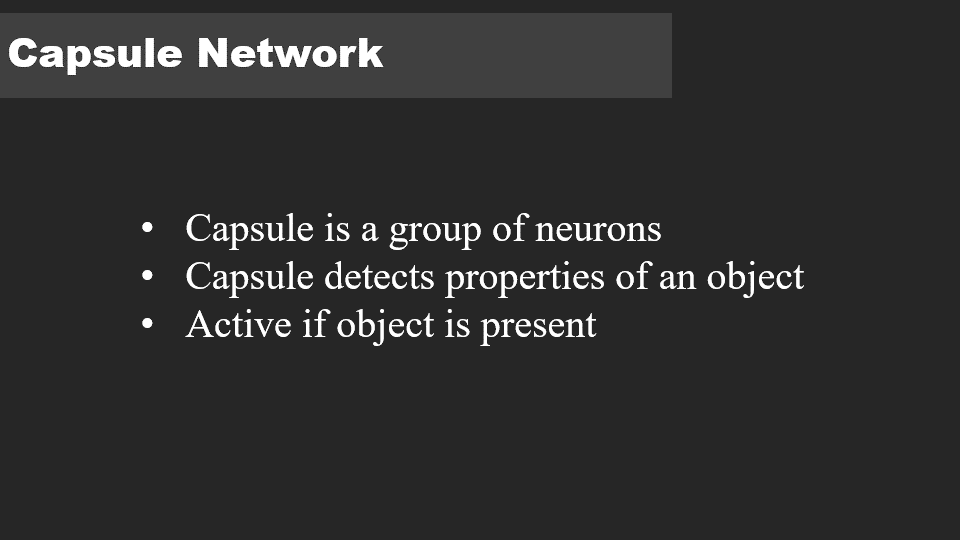 Capsule Network
• Capsule is a group of neurons
• Capsule detects properties of an object
• Active if object is present